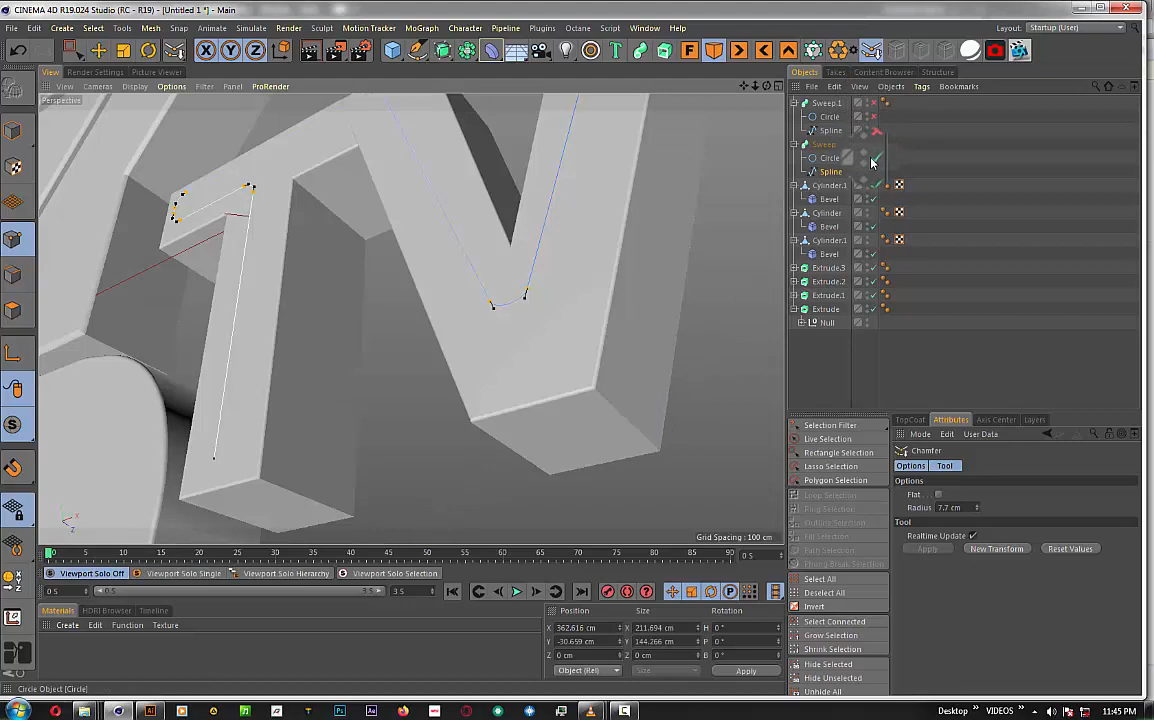 CINEMA 4D R19.024 Studio (RC - R19) - [Untitled 1 *] - Main
File Edit Create Select Tools Mesh Snap Animate Simulate Render Sculpt Motion Tracker MoGraph Character Pipeline Plugins Octane Script Window Help Layout: Startup (User)
X Y Z
View Render Settings Picture Viewer Objects Takes Content Browser Structure
View Cameras Display Options Filter Panel ProRender File Edit View Objects Tags Bookmarks
Perspective
Sweep.1
Circle
Spline
Sweep
Circle
Spline
Cylinder.1
Bevel
Cylinder
Bevel
Cylinder.1
Bevel
Extrude.3
Extrude.2
Extrude.1
Extrude
Null
Grid Spacing : 100 cm
Selection Filter
Live Selection
Rectangle Selection
Lasso Selection
Polygon Selection
Loop Selection
Ring Selection
Outline Selection
Fill Selection
Path Selection
Phong Break Selection
Select All
Deselect All
Invert
Select Connected
Grow Selection
Shrink Selection
Hide Selected
Hide Unselected
Unhide All
TopCoat Attributes Axis Center Layers
Mode Edit User Data
Chamfer
Options Tool
Options
Flat
Radius 7.7 cm
Tool
Realtime Update
Apply New Transform Reset Values
0 5 10 15 20 25 30 35 40 45 50 55 60 65 70 75 80 85 90 0 S
Viewport Solo Off Viewport Solo Single Viewport Solo Hierarchy Viewport Solo Selection
0 S 0 S 3 S 3 S
Materials HDRI Browser Timeline
Create Edit Function Texture
Position Size Rotation
X 362.616 cm X 211.694 cm H 0 °
Y -30.659 cm Y 144.266 cm P 0 °
Z 0 cm Z 0 cm B 0 °
Object (Rel) Size Apply
Circle Object [Circle]
Desktop VIDEOS 11:45 PM